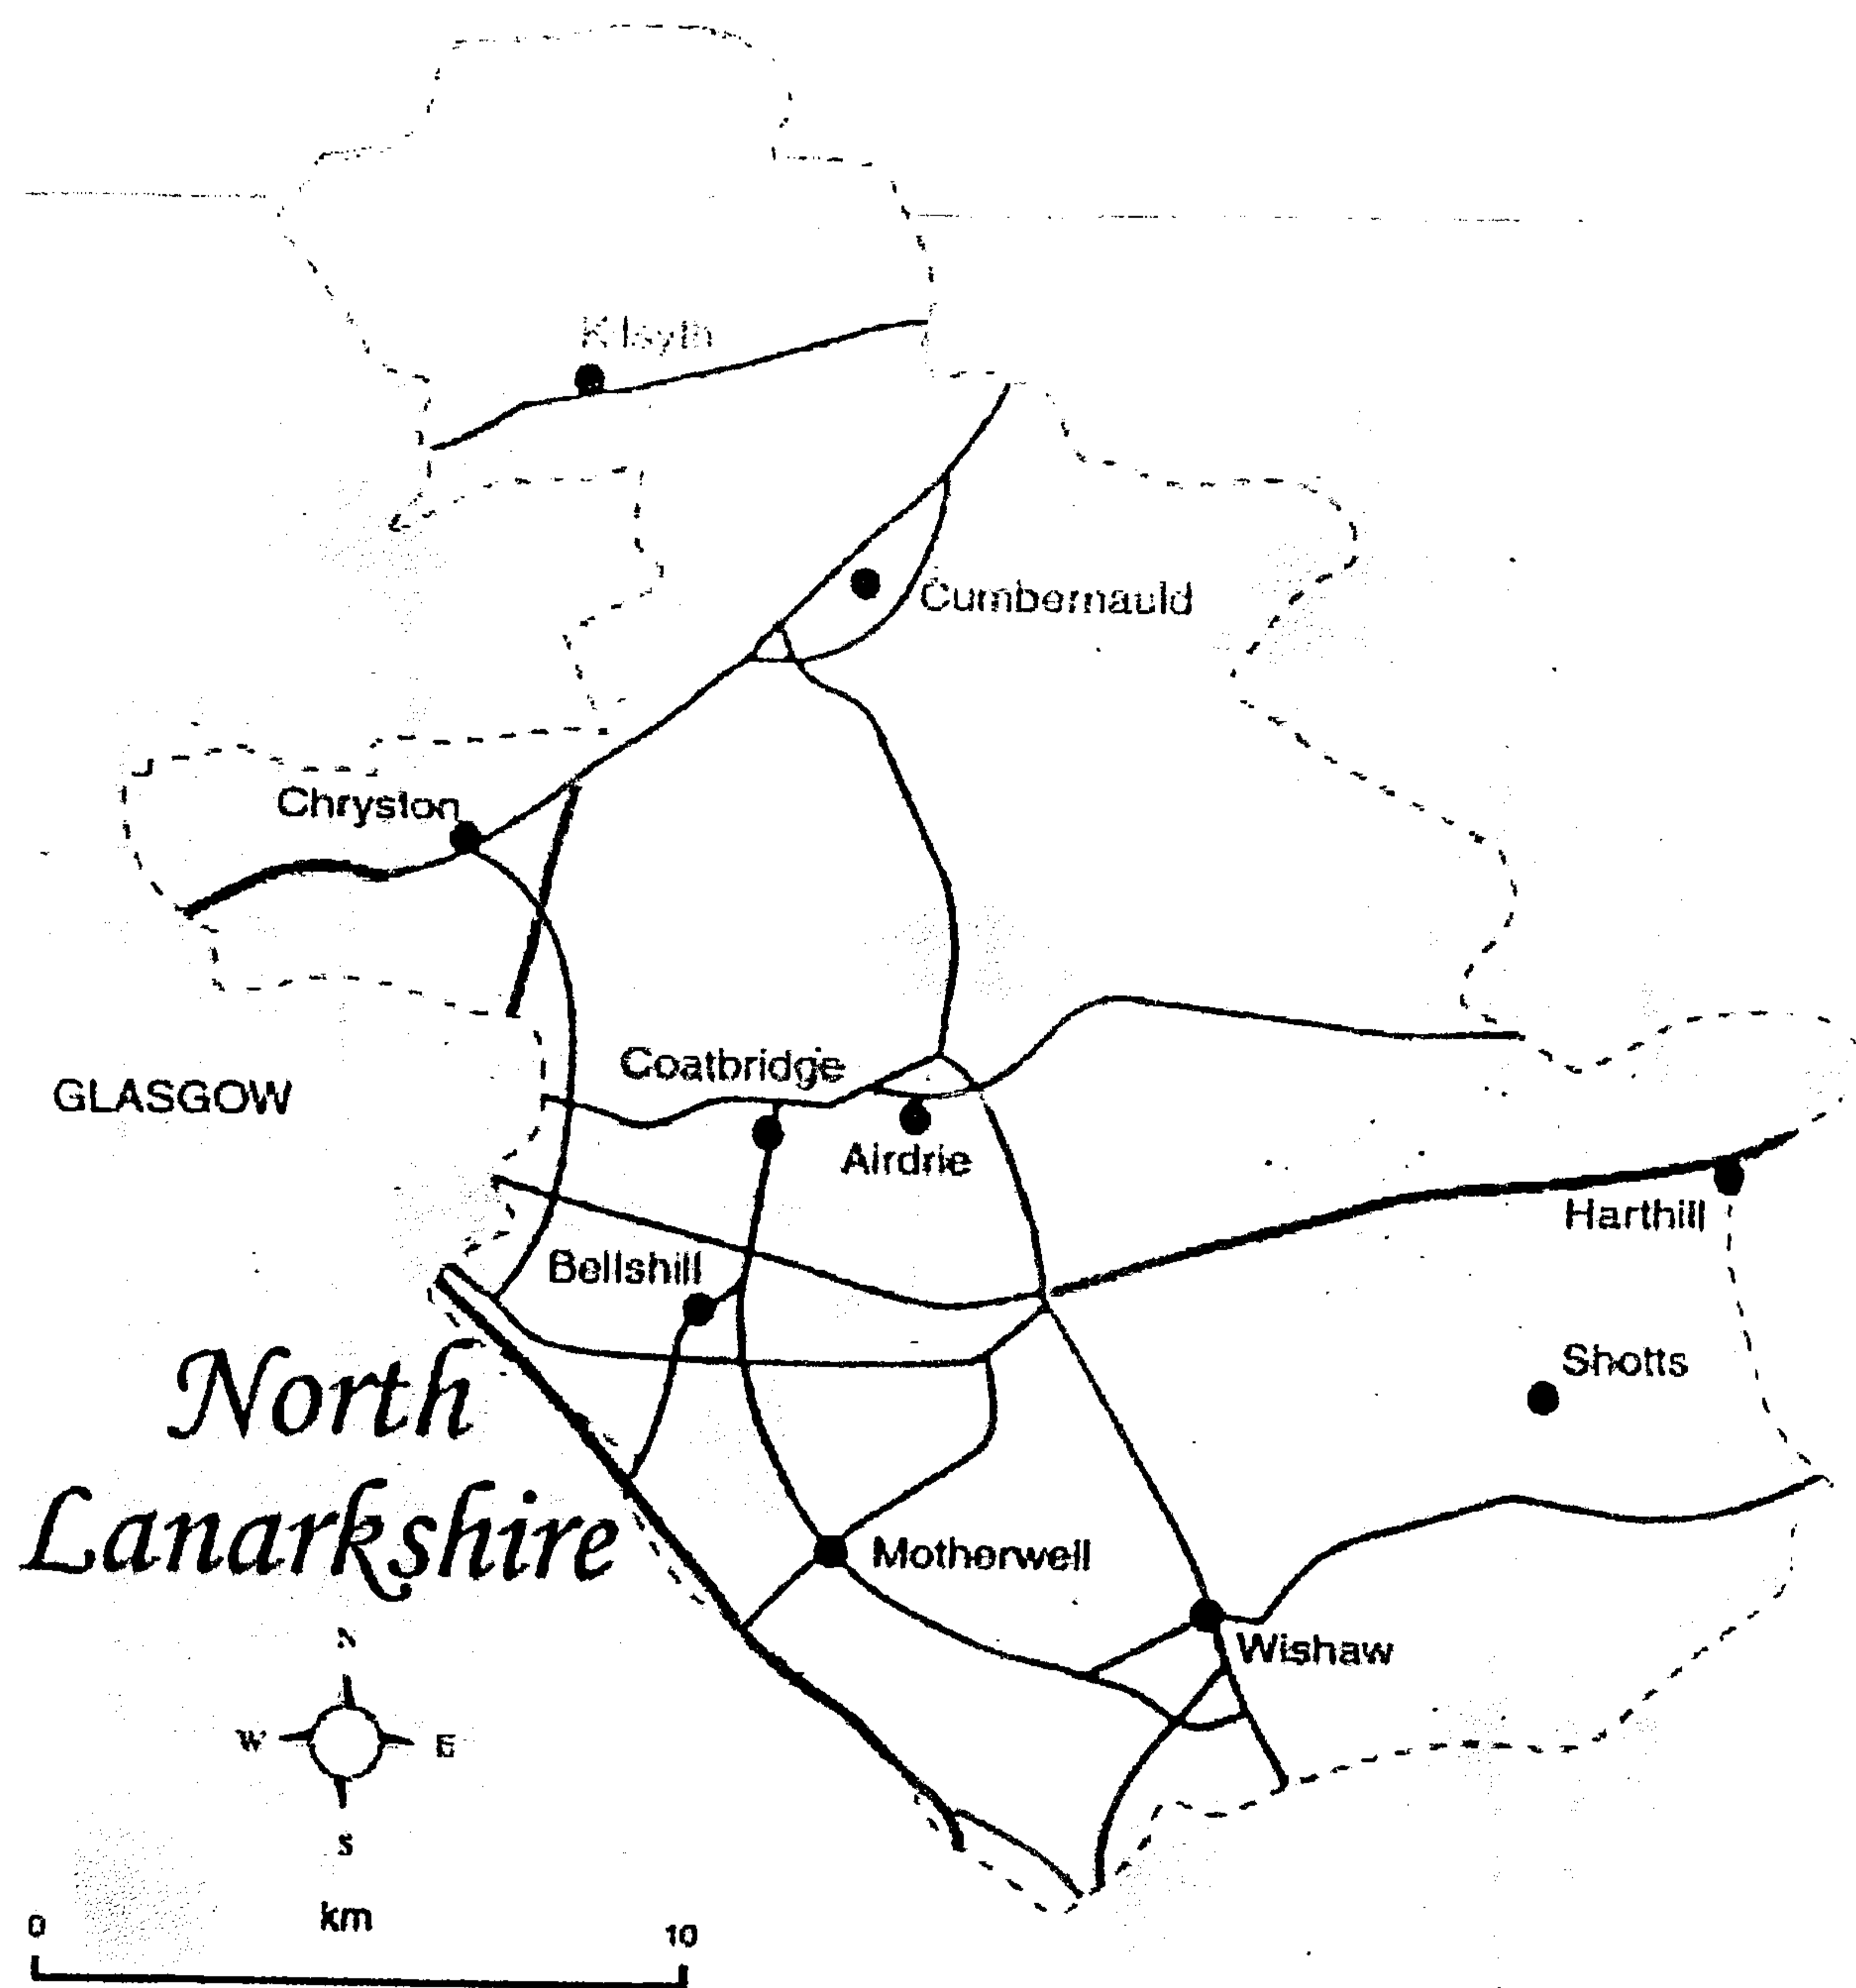 Kilsyth
Cumbernauld
Chryston
Coatbridge
GLASGOW
Airdrie
Harthill
Bellshill
Shotts
North
Lanarkshire
Motherwell
Wishaw
N
W
E
S
km
0
10